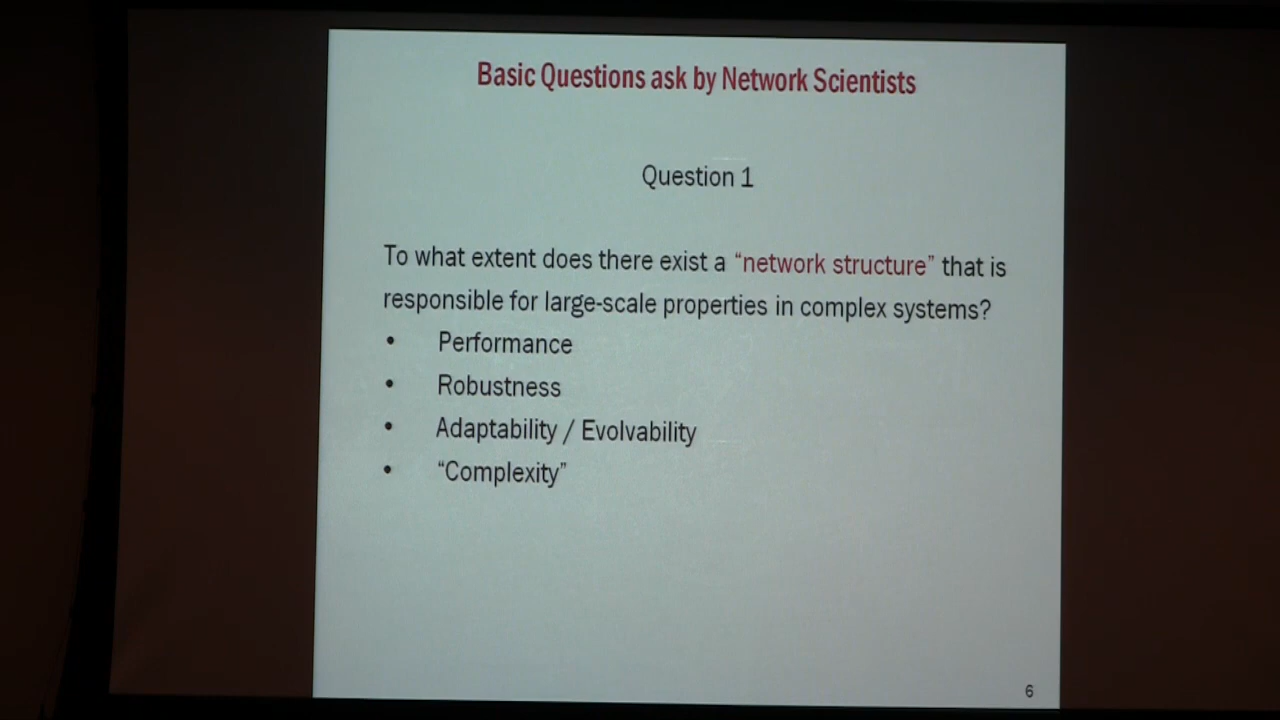 Basic Questions ask by Network Scientists
Question 1
To what extent does there exist a “network structure” that is
responsible for large-scale properties in complex systems?
• Performance
• Robustness
• Adaptability / Evolvability
• “Complexity”
6